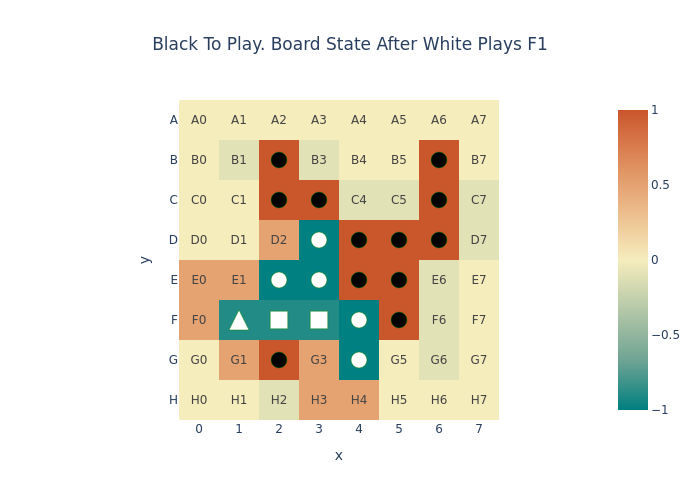 Black To Play. Board State After White Plays F1
A A0 A1 A2 A3 A4 A5 A6 A7
B B0 B1 B3 B4 B5 B7
C C0 C1 C4 C5 C7
D D0 D1 D2 D7
E E0 E1 E6 E7
F F0 F6 F7
G G0 G1 G3 G5 G6 G7
H H0 H1 H2 H3 H4 H5 H6 H7
0 1 2 3 4 5 6 7
x
y
1
0.5
0
−0.5
−1